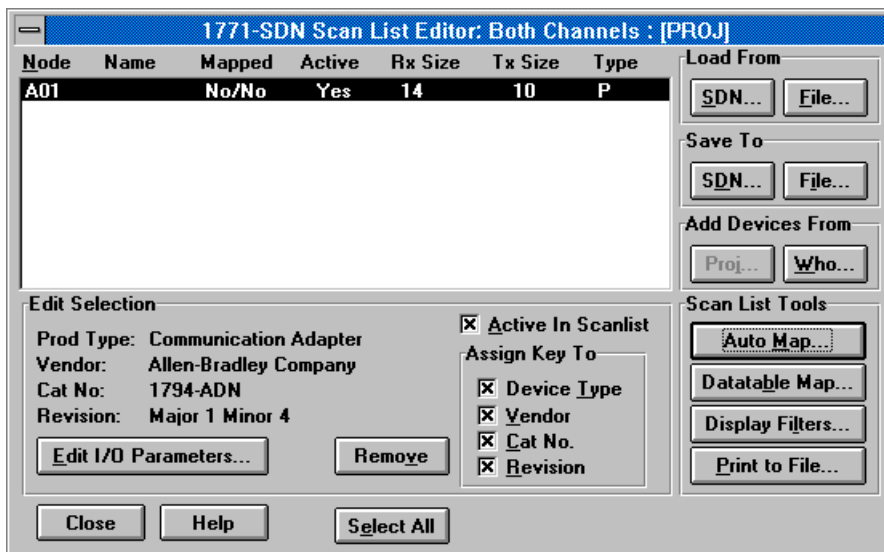 1771-SDN Scan List Editor: Both Channels : [PROJ]
Node Name Mapped Active Rx Size Tx Size Type
A01 No/No Yes 14 10 P
Load From
SDN... File...
Save To
SDN... File...
Add Devices From
Proj... Who...
Edit Selection
Prod Type: Communication Adapter
Vendor: Allen-Bradley Company
Cat No: 1794-ADN
Revision: Major 1 Minor 4
Edit I/O Parameters... Remove
Active In Scanlist
Assign Key To
Device Type
Vendor
Cat No.
Revision
Scan List Tools
Auto Map...
Datatable Map...
Display Filters...
Print to File...
Close Help Select All